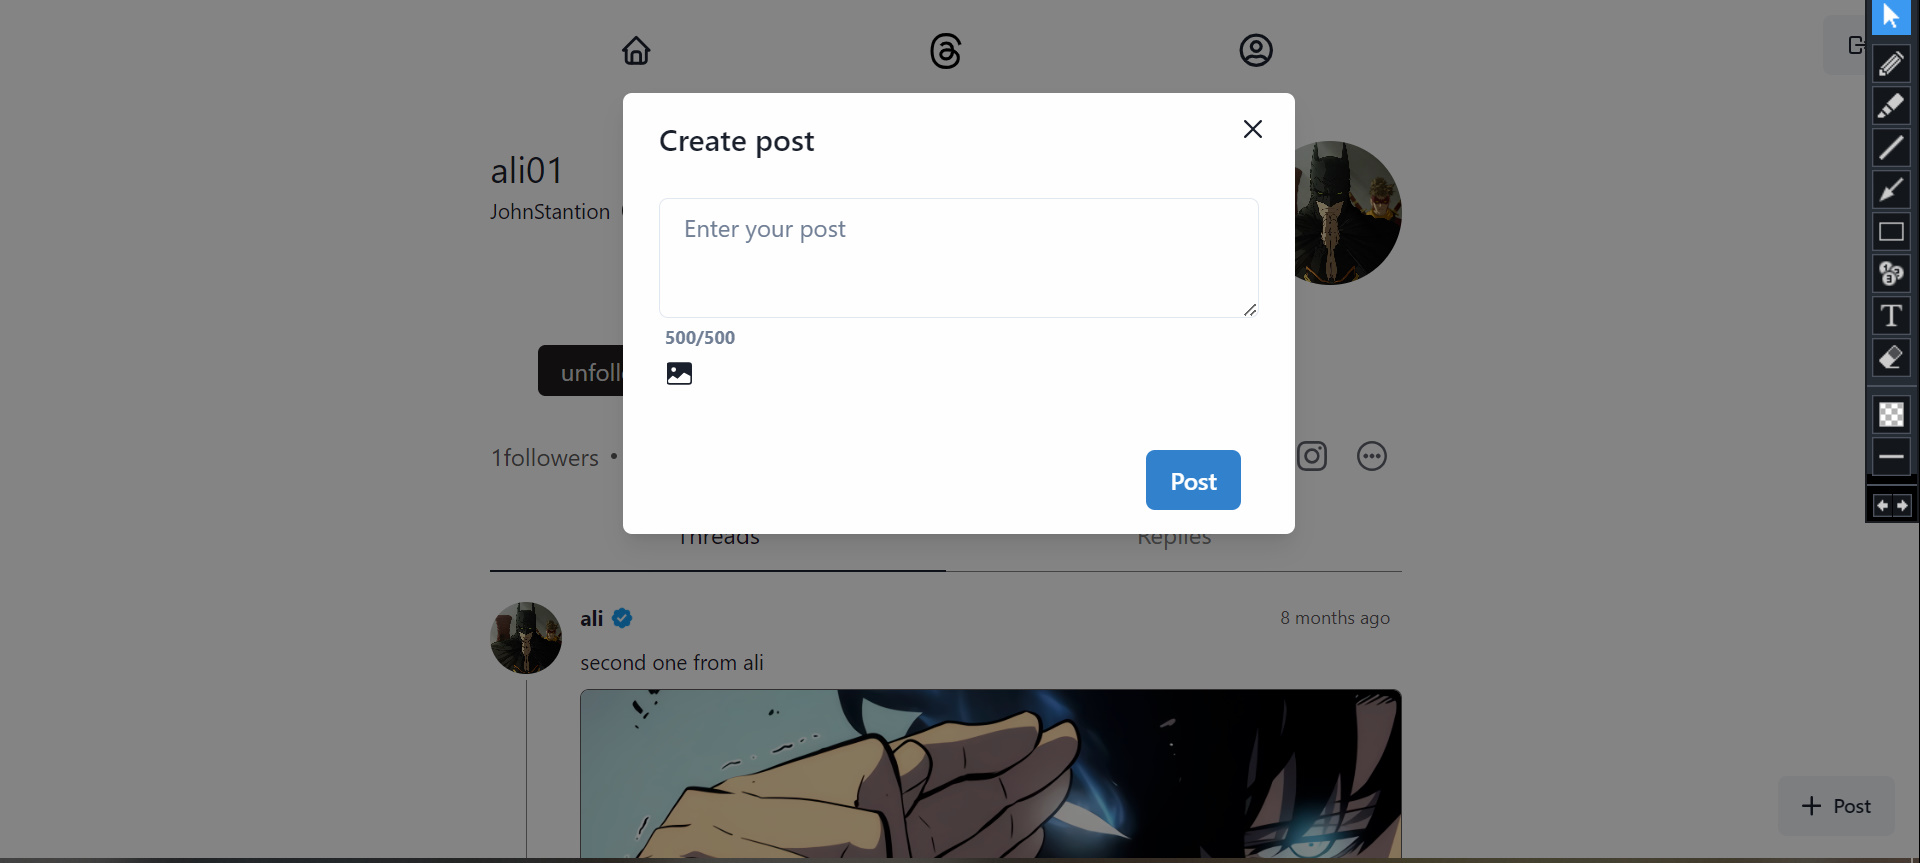 Create post
ali01
JohnStantion
Enter your post
500/500
unfoll
1followers •
Post
Threads
Replies
ali
8 months ago
second one from ali
+ Post
T